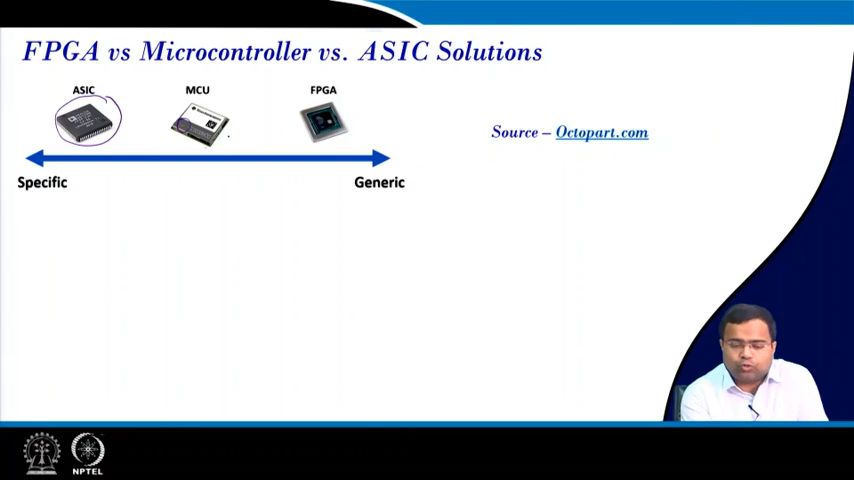 FPGA vs Microcontroller vs. ASIC Solutions
ASIC
MCU
FPGA
Source – Octopart.com
Specific
Generic
NPTEL